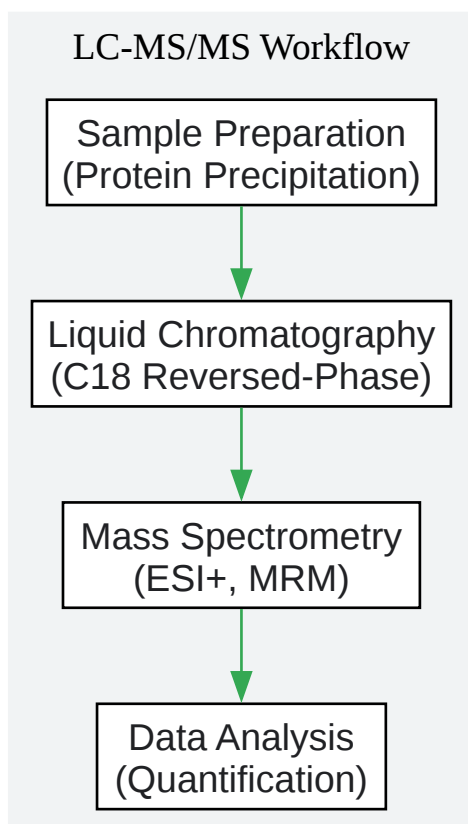 LC-MS/MS Workflow
Sample Preparation
(Protein Precipitation)
Liquid Chromatography
(C18 Reversed-Phase)
Mass Spectrometry
(ESI+, MRM)
Data Analysis
(Quantification)